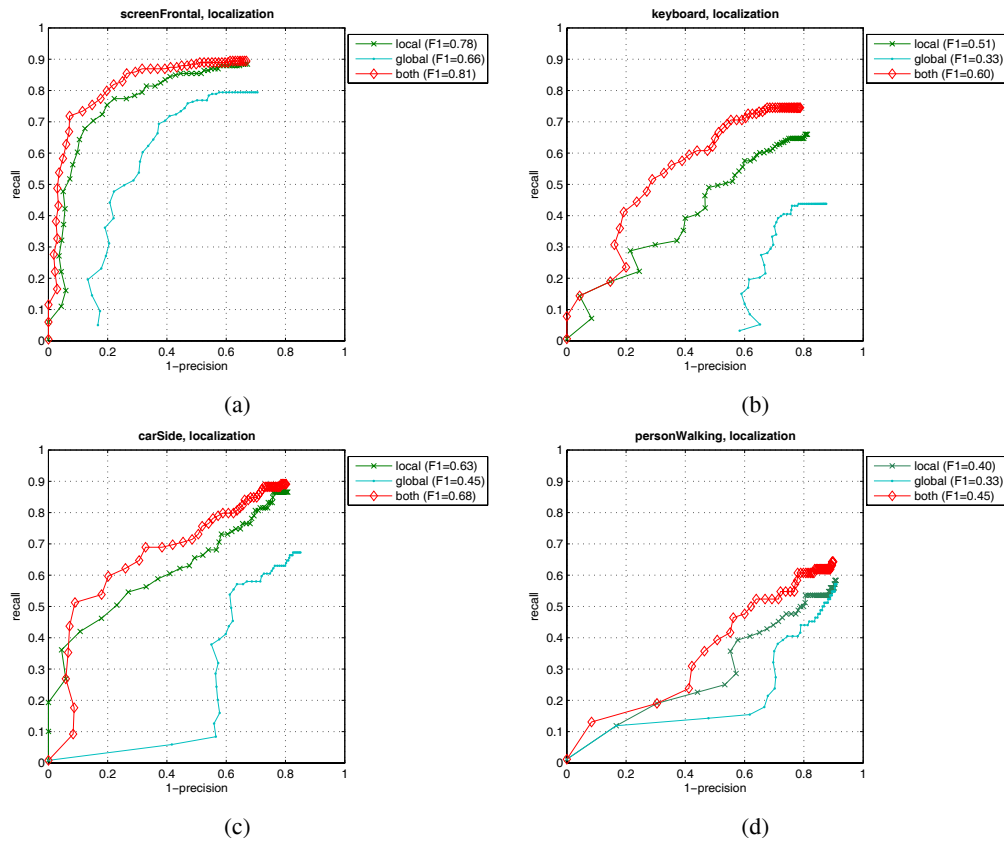 screenFrontal, localization
1
0.9
0.8
0.7
0.6
0.5
0.4
0.3
0.2
0.1
0
recall
0 0.2 0.4 0.6 0.8 1
1−precision
local (F1=0.78)
global (F1=0.66)
both (F1=0.81)
(a)
keyboard, localization
1
0.9
0.8
0.7
0.6
0.5
0.4
0.3
0.2
0.1
0
recall
0 0.2 0.4 0.6 0.8 1
1−precision
local (F1=0.51)
global (F1=0.33)
both (F1=0.60)
(b)
carSide, localization
1
0.9
0.8
0.7
0.6
0.5
0.4
0.3
0.2
0.1
0
recall
0 0.2 0.4 0.6 0.8 1
1−precision
local (F1=0.63)
global (F1=0.45)
both (F1=0.68)
(c)
personWalking, localization
1
0.9
0.8
0.7
0.6
0.5
0.4
0.3
0.2
0.1
0
recall
0 0.2 0.4 0.6 0.8 1
1−precision
local (F1=0.40)
global (F1=0.33)
both (F1=0.45)
(d)